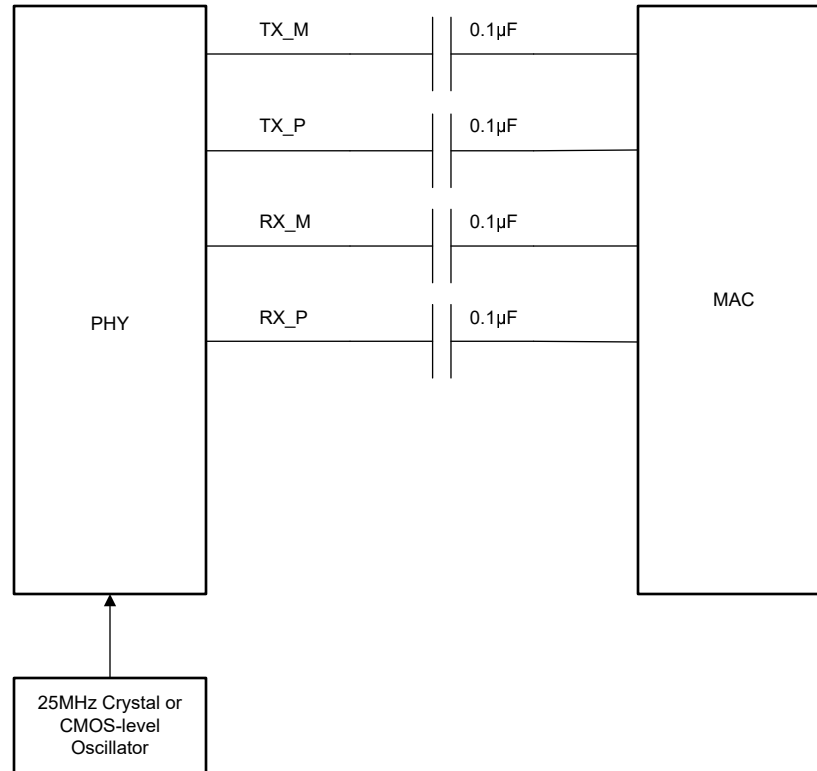 TX_M 0.1µF
TX_P 0.1µF
RX_M 0.1µF
RX_P 0.1µF
PHY
MAC
25MHz Crystal or
CMOS-level
Oscillator